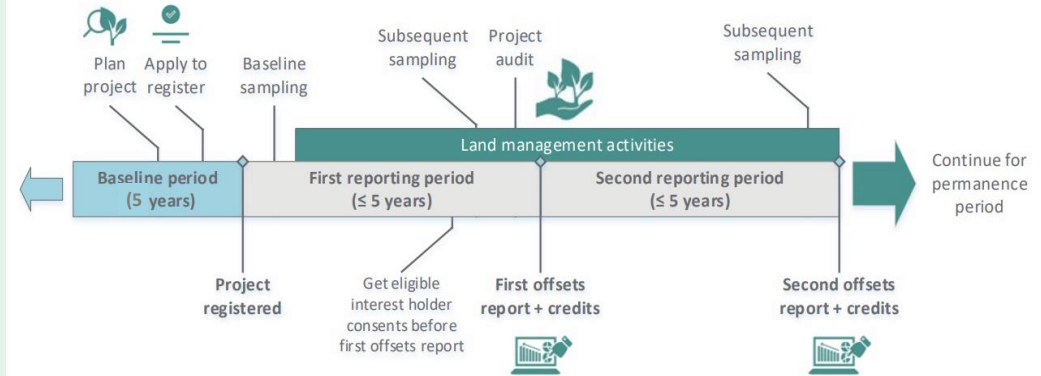 Plan
project
Apply to
register
Baseline
sampling
Subsequent
sampling
Project
audit
Subsequent
sampling
Land management activities
Baseline period
(5 years)
First reporting period
(≤ 5 years)
Second reporting period
(≤ 5 years)
Continue for
permanence
period
Project
registered
Get eligible
interest holder
consents before
first offsets report
First offsets
report + credits
Second offsets
report + credits